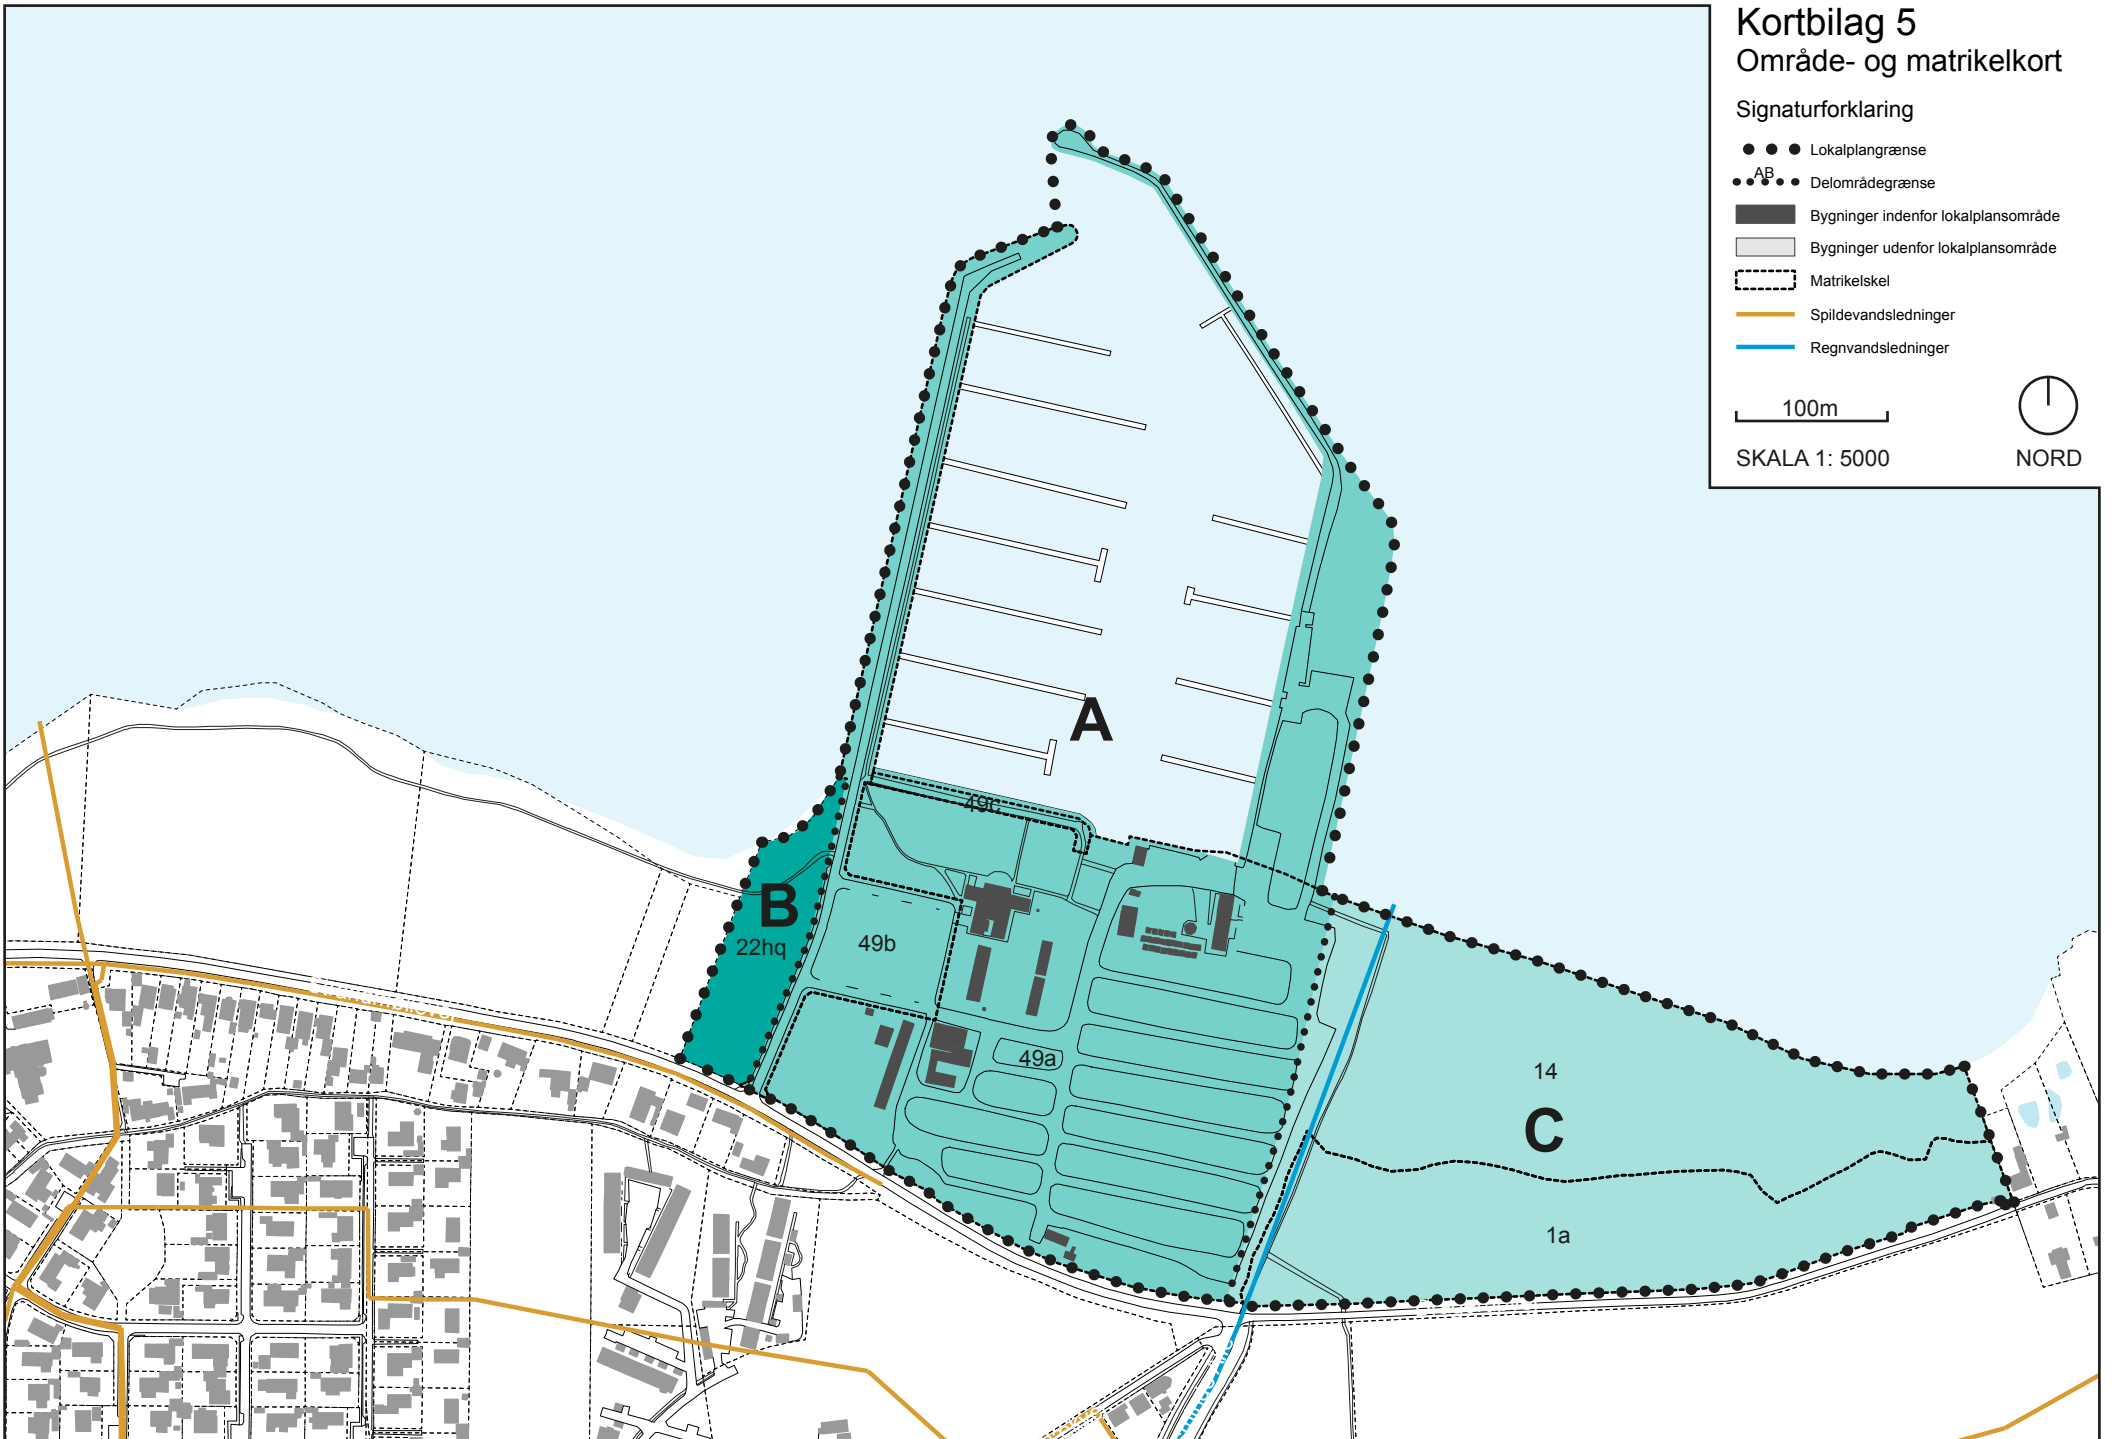 Kortbilag 5
Område- og matrikelkort
Signaturforklaring
Lokalplangrænse
AB
Delområdegrænse
Bygninger indenfor lokalplansområde
Bygninger udenfor lokalplansområde
Matrikelskel
Spildevandsledninger
Regnvandsledninger
100m
SKALA 1: 5000
NORD
A
49c
B
22hq
49b
49a
14
C
1a